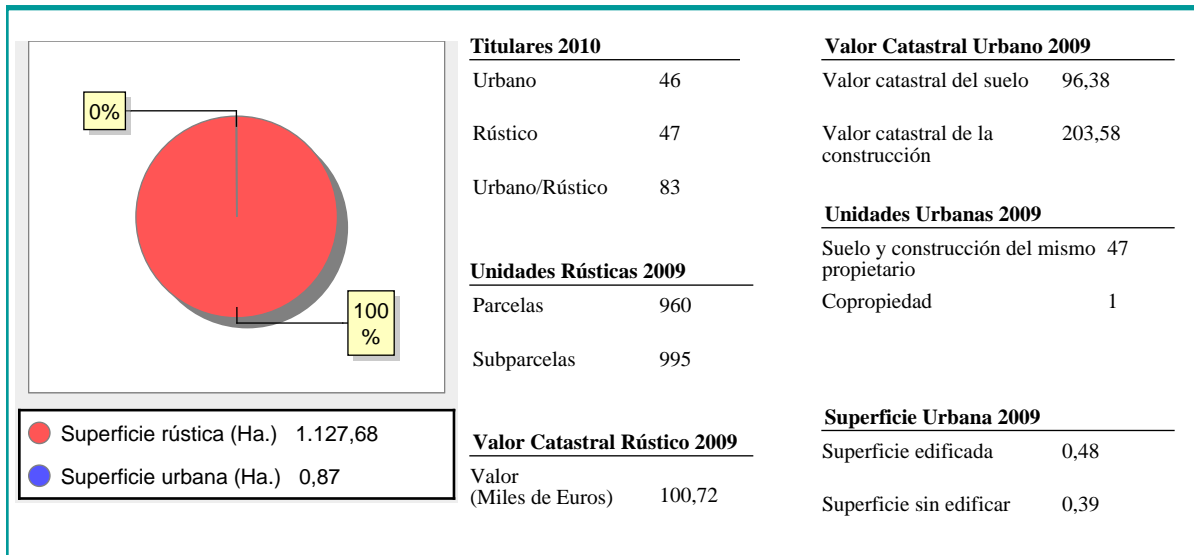 0%
100
%
Superficie rústica (Ha.) 1.127,68
Superficie urbana (Ha.) 0,87
Titulares 2010
Urbano 46
Rústico 47
Urbano/Rústico 83
Unidades Rústicas 2009
Parcelas 960
Subparcelas 995
Valor Catastral Rústico 2009
Valor
(Miles de Euros) 100,72
Valor Catastral Urbano 2009
Valor catastral del suelo 96,38
Valor catastral de la 203,58
construcción
Unidades Urbanas 2009
Suelo y construcción del mismo 47
propietario
Copropiedad 1
Superficie Urbana 2009
Superficie edificada 0,48
Superficie sin edificar 0,39